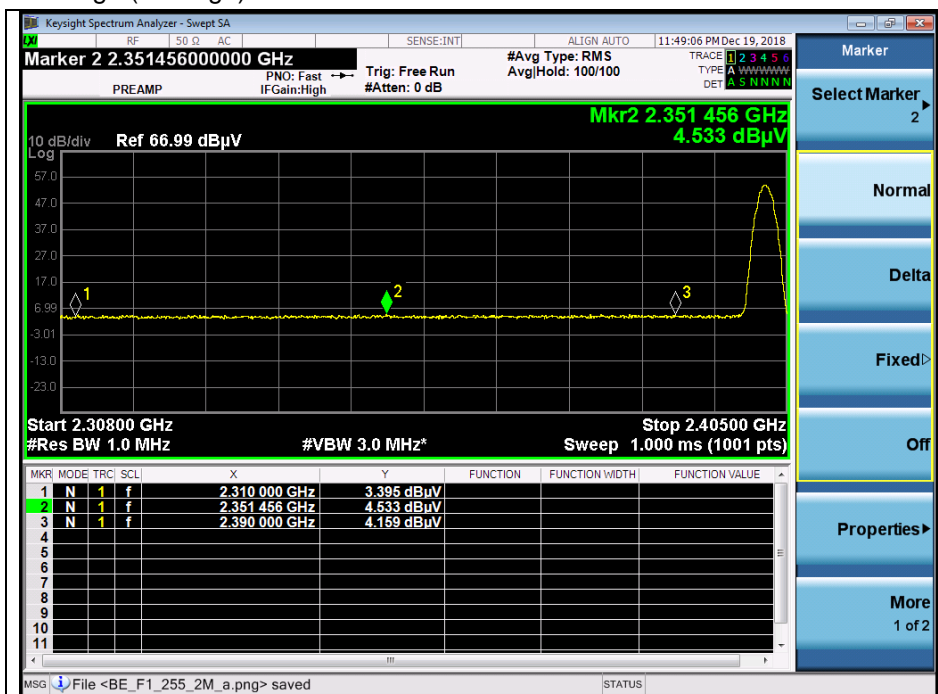 Keysight Spectrum Analyzer - Swept SA
LXI RF 50 Ω AC SENSE:INT ALIGN AUTO 11:49:06 PM Dec 19, 2018
Marker 2 2.351456000000 GHz
PREAMP
PNO: Fast
IFGain:High
Trig: Free Run
#Atten: 0 dB
#Avg Type: RMS
Avg|Hold: 100/100
TRACE 1 2 3 4 5 6
TYPE A WWWWW
DET A S N N N N
Mkr2 2.351 456 GHz
4.533 dBµV
10 dB/div Ref 66.99 dBµV
Log
57.0
47.0
37.0
27.0
17.0
6.99
-3.01
-13.0
-23.0
1
2
3
Start 2.30800 GHz Stop 2.40500 GHz
#Res BW 1.0 MHz #VBW 3.0 MHz* Sweep 1.000 ms (1001 pts)
MKR MODE TRC SCL X Y FUNCTION FUNCTION WIDTH FUNCTION VALUE
1 N 1 f 2.310 000 GHz 3.395 dBµV
2 N 1 f 2.351 456 GHz 4.533 dBµV
3 N 1 f 2.390 000 GHz 4.159 dBµV
4
5
6
7
8
9
10
11
MSG File <BE_F1_255_2M_a.png> saved STATUS
Marker
Select Marker
2
Normal
Delta
Fixed
Off
Properties
More
1 of 2